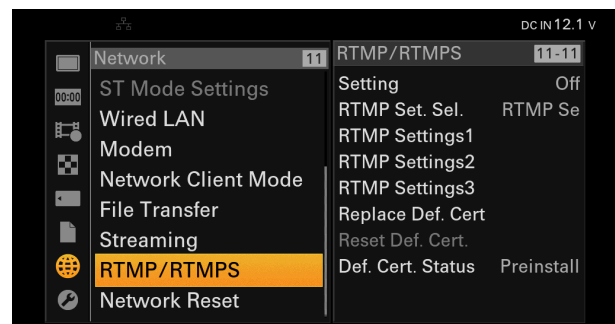 DC IN 12.1 V
Network 11
ST Mode Settings
Wired LAN
Modem
Network Client Mode
File Transfer
Streaming
RTMP/RTMPS
Network Reset
00:00
RTMP/RTMPS 11-11
Setting Off
RTMP Set. Sel. RTMP Se
RTMP Settings1
RTMP Settings2
RTMP Settings3
Replace Def. Cert
Reset Def. Cert.
Def. Cert. Status Preinstall